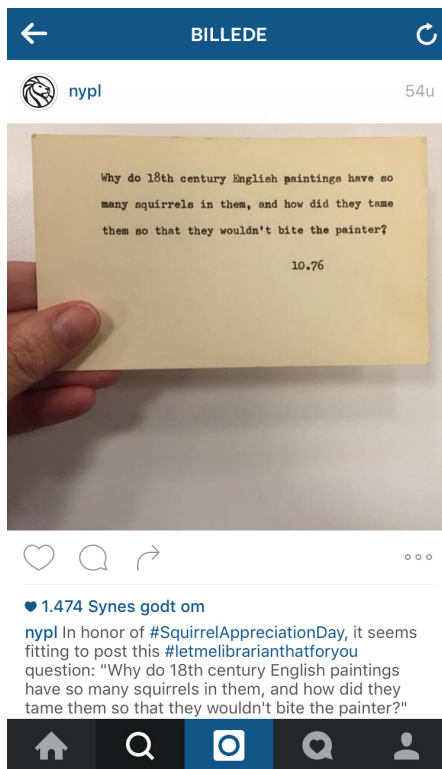 BILLEDE
nypl
54u
Why do 18th century English paintings have so
many squirrels in them, and how did they tame
them so that they wouldn't bite the painter?
10.76
1.474 Synes godt om
nypl In honor of #SquirrelAppreciationDay, it seems
fitting to post this #letmelibrarianthatforyou
question: "Why do 18th century English paintings
have so many squirrels in them, and how did they
tame them so that they wouldn't bite the painter?"